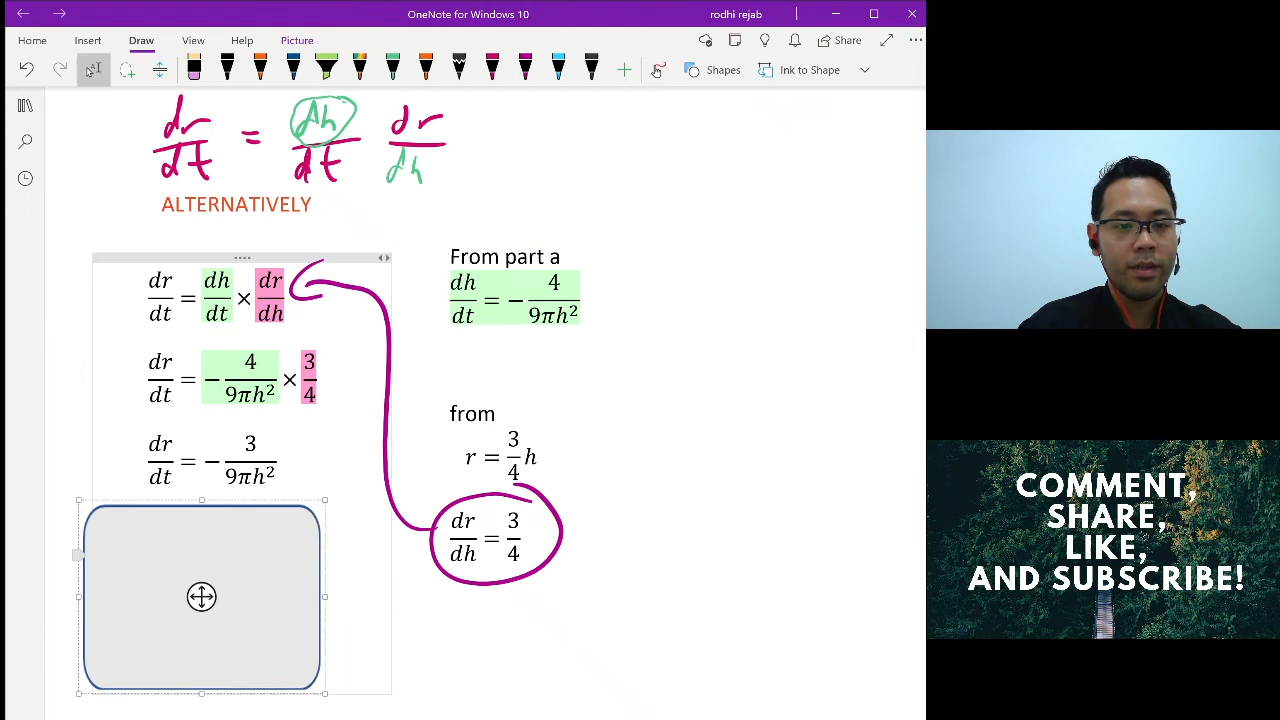 OneNote for Windows 10
rodhi rejab
Home Insert Draw View Help Picture
Share
Shapes
Ink to Shape
dr/dt = dh/dt dr/dh
ALTERNATIVELY
dr/dt = dh/dt × dr/dh
dr/dt = − 4/9πh² × 3/4
dr/dt = − 3/9πh²
From part a
dh/dt = − 4/9πh²
from
r = 3/4 h
dr/dh = 3/4
COMMENT,
SHARE,
LIKE,
AND SUBSCRIBE!